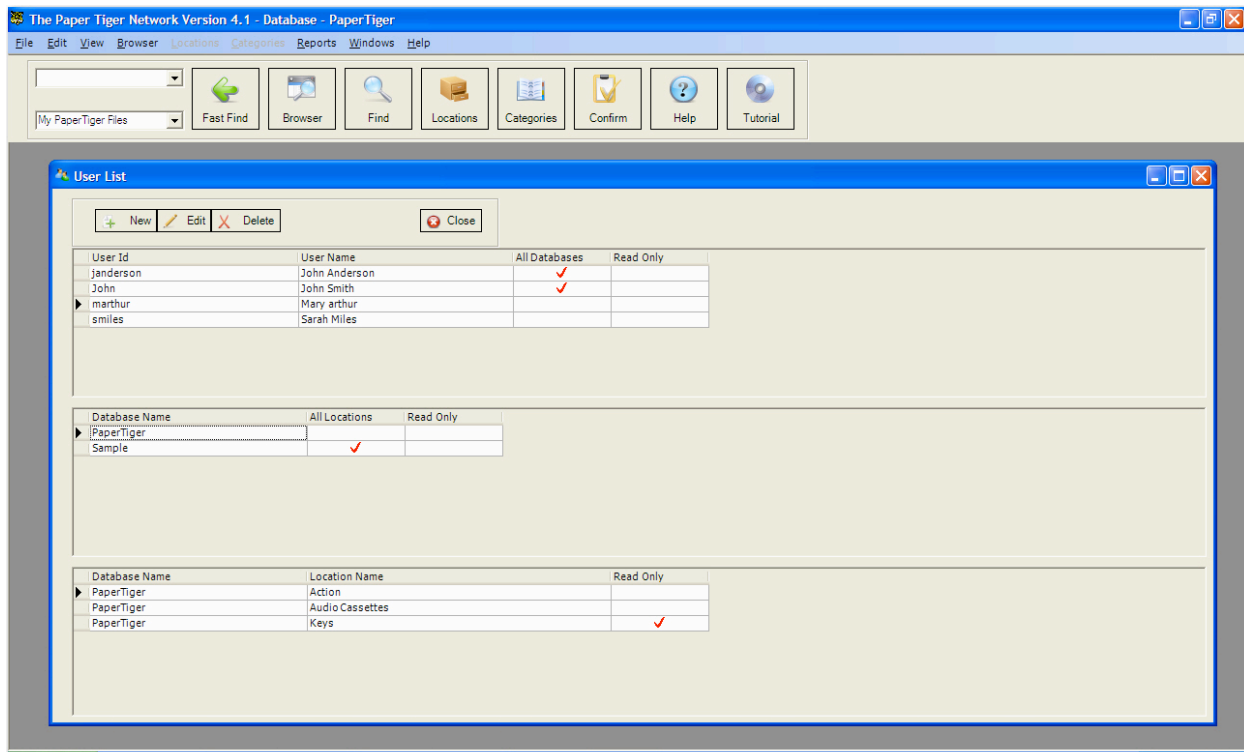 The Paper Tiger Network Version 4.1 - Database - PaperTiger
File Edit View Browser Locations Categories Reports Windows Help
My PaperTiger Files
Fast Find Browser Find Locations Categories Confirm Help Tutorial
User List
New Edit Delete Close
User Id User Name All Databases Read Only
janderson John Anderson
John John Smith
marthur Mary arthur
smiles Sarah Miles
Database Name All Locations Read Only
PaperTiger
Sample
Database Name Location Name Read Only
PaperTiger Action
PaperTiger Audio Cassettes
PaperTiger Keys